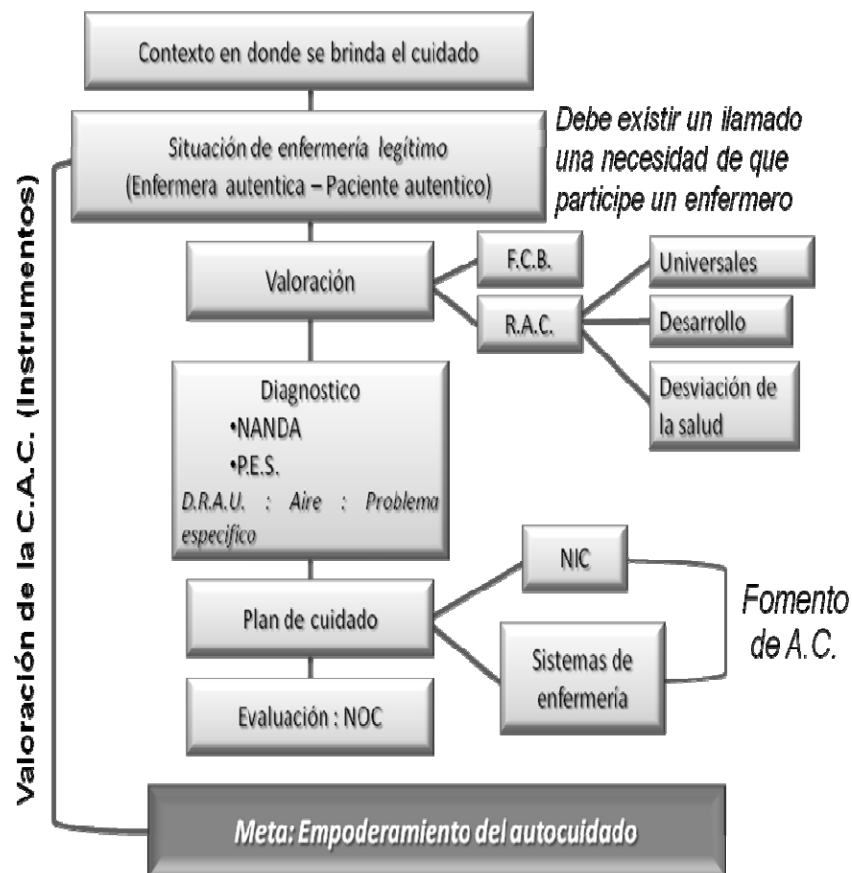 Contexto en donde se brinda el cuidado
Situación de enfermería legítimo
(Enfermera autentica – Paciente autentico)
Debe existir un llamado
una necesidad de que
participe un enfermero
Valoración de la C.A.C. (Instrumentos)
Valoración
F.C.B.
R.A.C.
Universales
Desarrollo
Desviación de
la salud
Diagnostico
•NANDA
•P.E.S.
D.R.A.U. : Aire : Problema
especifico
Plan de cuidado
NIC
Sistemas de
enfermería
Fomento
de A.C.
Evaluación : NOC
Meta: Empoderamiento del autocuidado